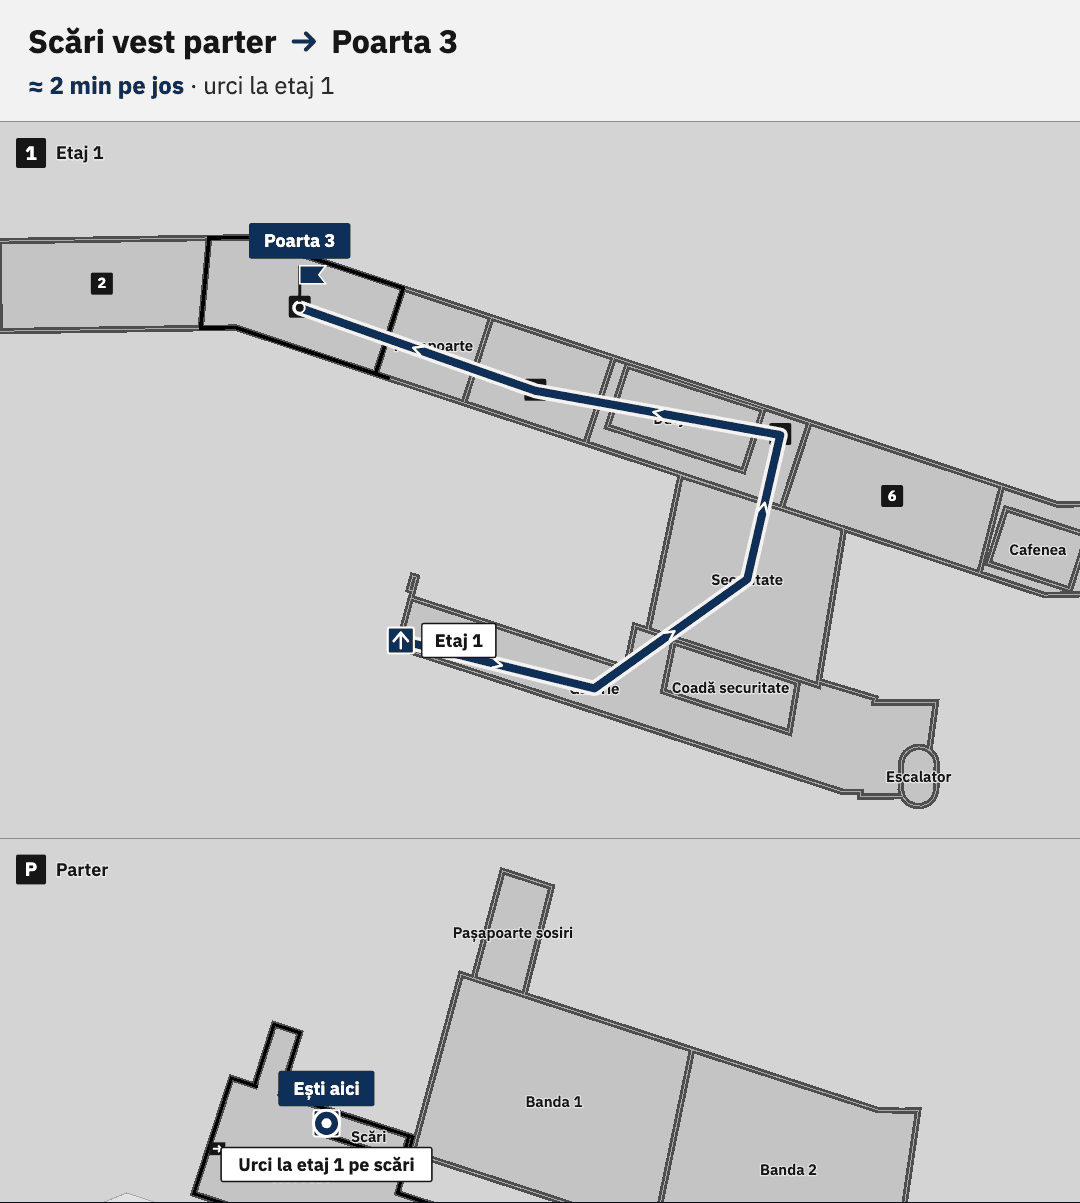 Scări vest parter → Poarta 3
≈ 2 min pe jos · urci la etaj 1
1 Etaj 1
Poarta 3
2
6
Cafenea
Etaj 1
Coadă securitate
Escalator
P Parter
Pașapoarte sosiri
Ești aici
Banda 1
Scări
Urci la etaj 1 pe scări
Banda 2